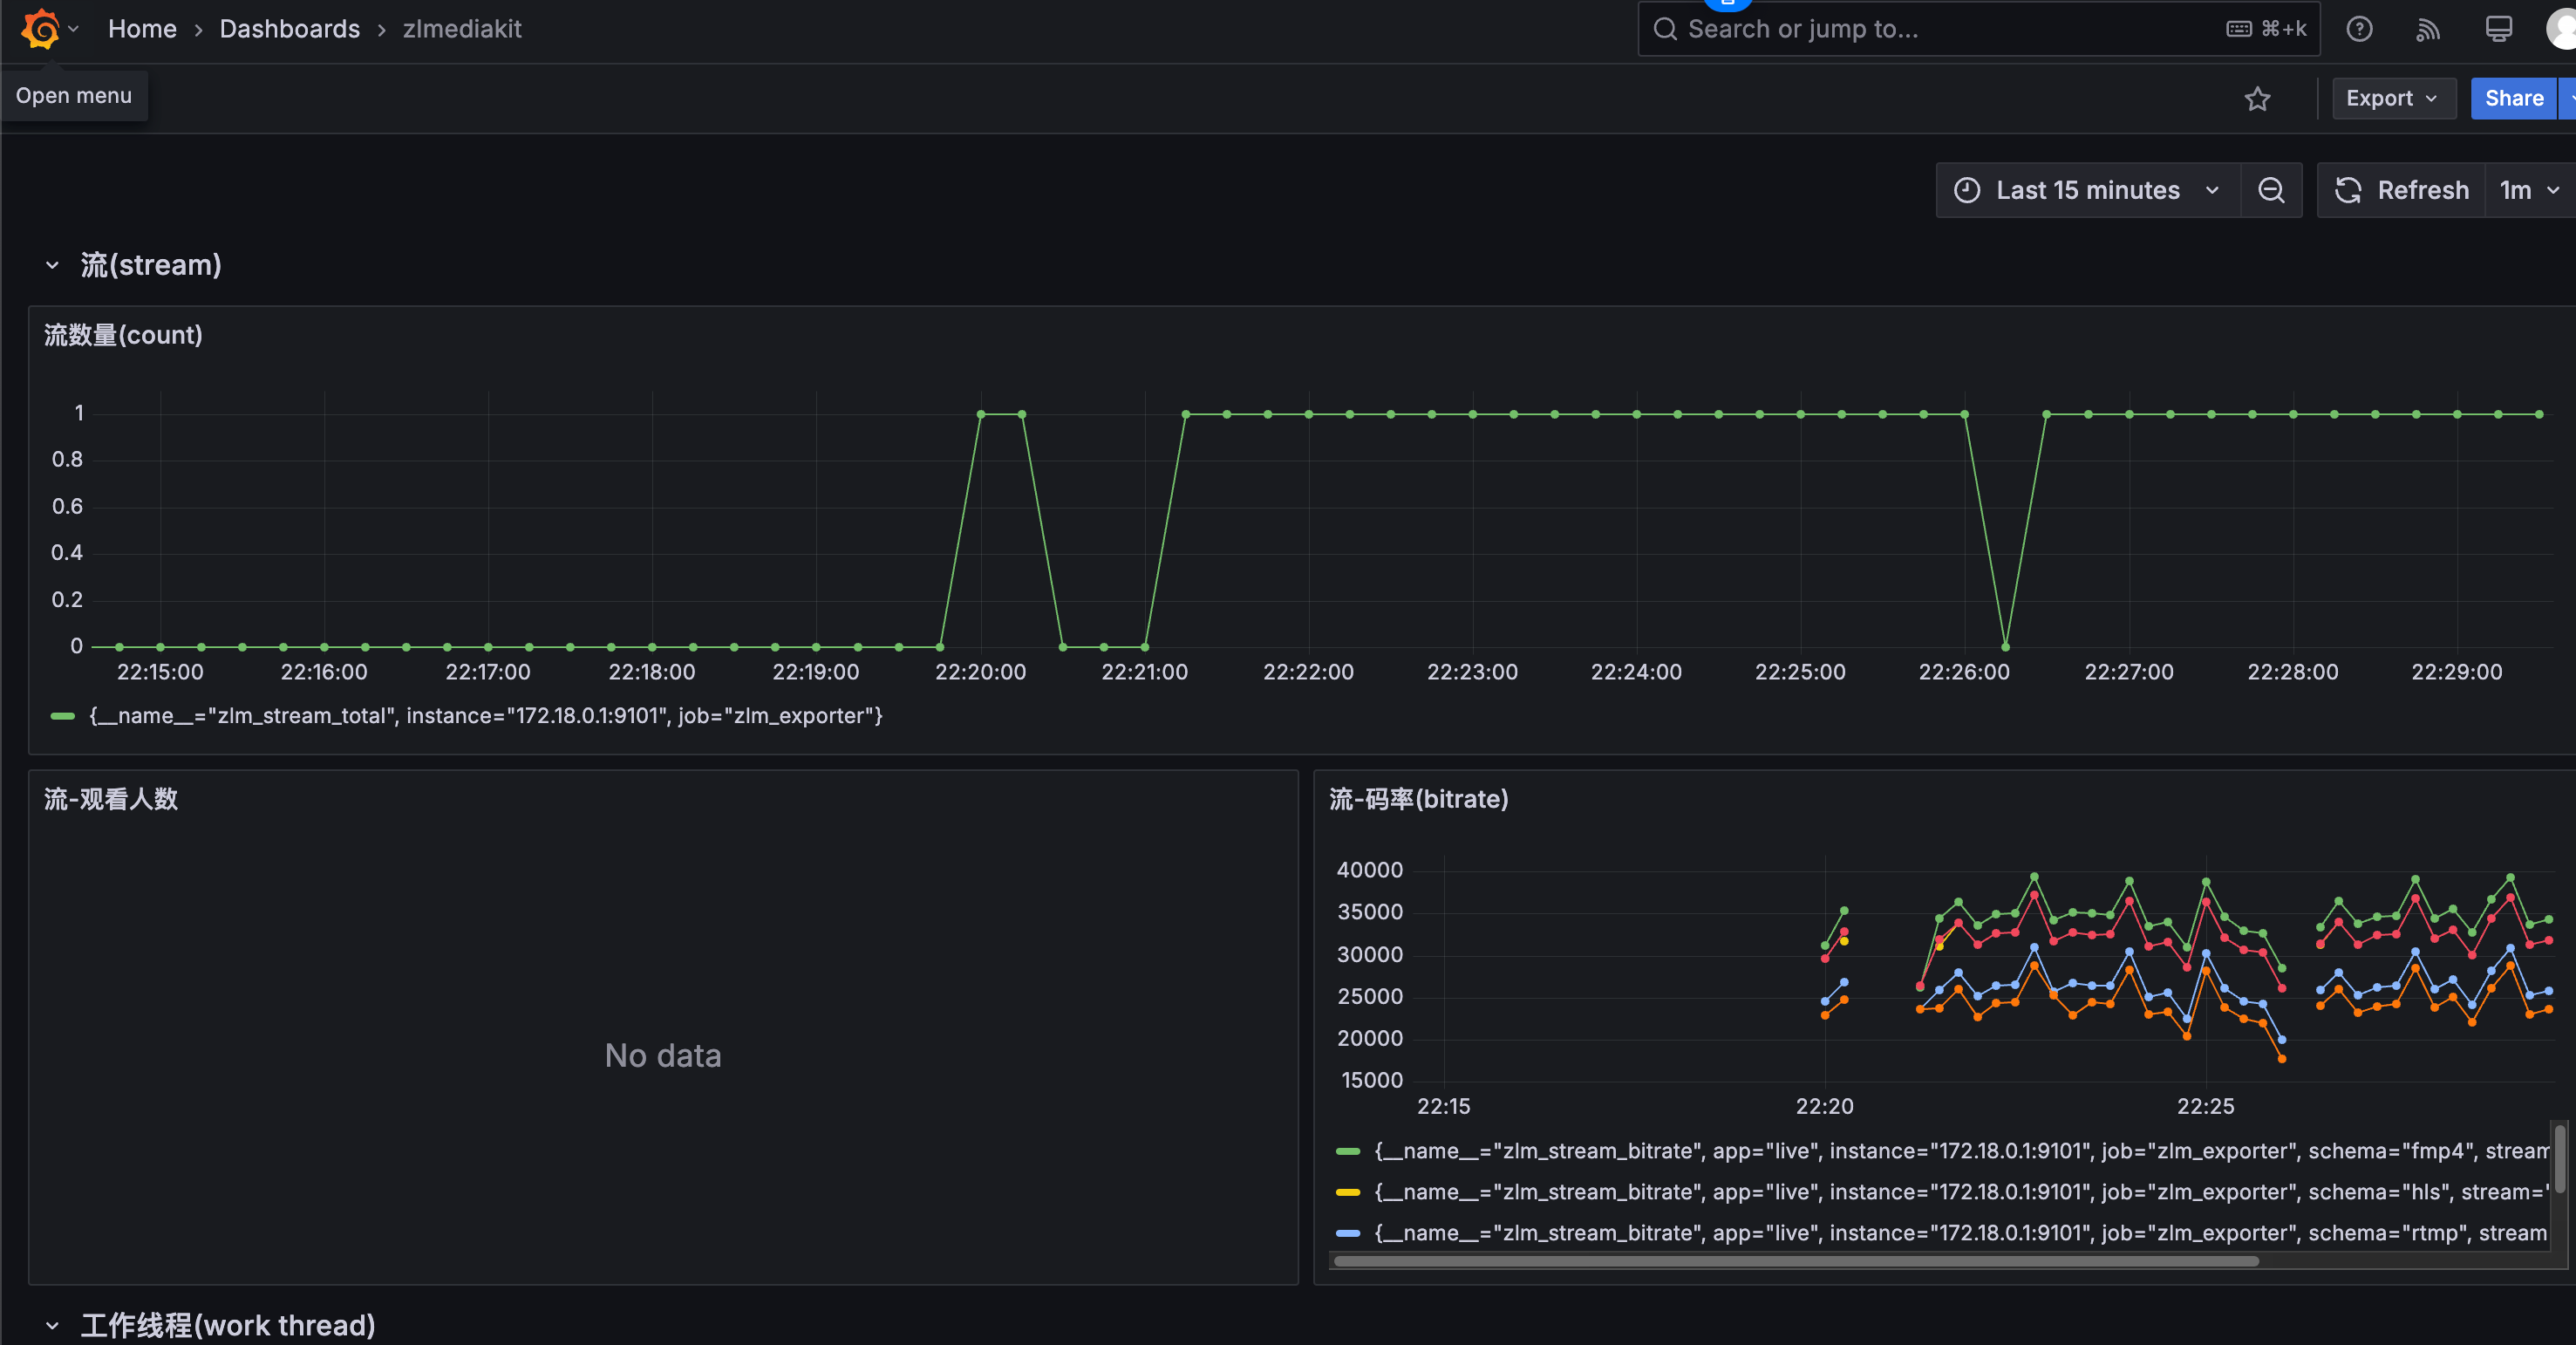 Home › Dashboards › zlmediakit
Search or jump to...
⌘+k
Open menu
Export
Share
Last 15 minutes
Refresh
1m
流(stream)
流数量(count)
1
0.8
0.6
0.4
0.2
0
22:15:00 22:16:00 22:17:00 22:18:00 22:19:00 22:20:00 22:21:00 22:22:00 22:23:00 22:24:00 22:25:00 22:26:00 22:27:00 22:28:00 22:29:00
{__name__="zlm_stream_total", instance="172.18.0.1:9101", job="zlm_exporter"}
流-观看人数
No data
流-码率(bitrate)
40000
35000
30000
25000
20000
15000
22:15 22:20 22:25
{__name__="zlm_stream_bitrate", app="live", instance="172.18.0.1:9101", job="zlm_exporter", schema="fmp4", stream
{__name__="zlm_stream_bitrate", app="live", instance="172.18.0.1:9101", job="zlm_exporter", schema="hls", stream="
{__name__="zlm_stream_bitrate", app="live", instance="172.18.0.1:9101", job="zlm_exporter", schema="rtmp", stream
工作线程(work thread)